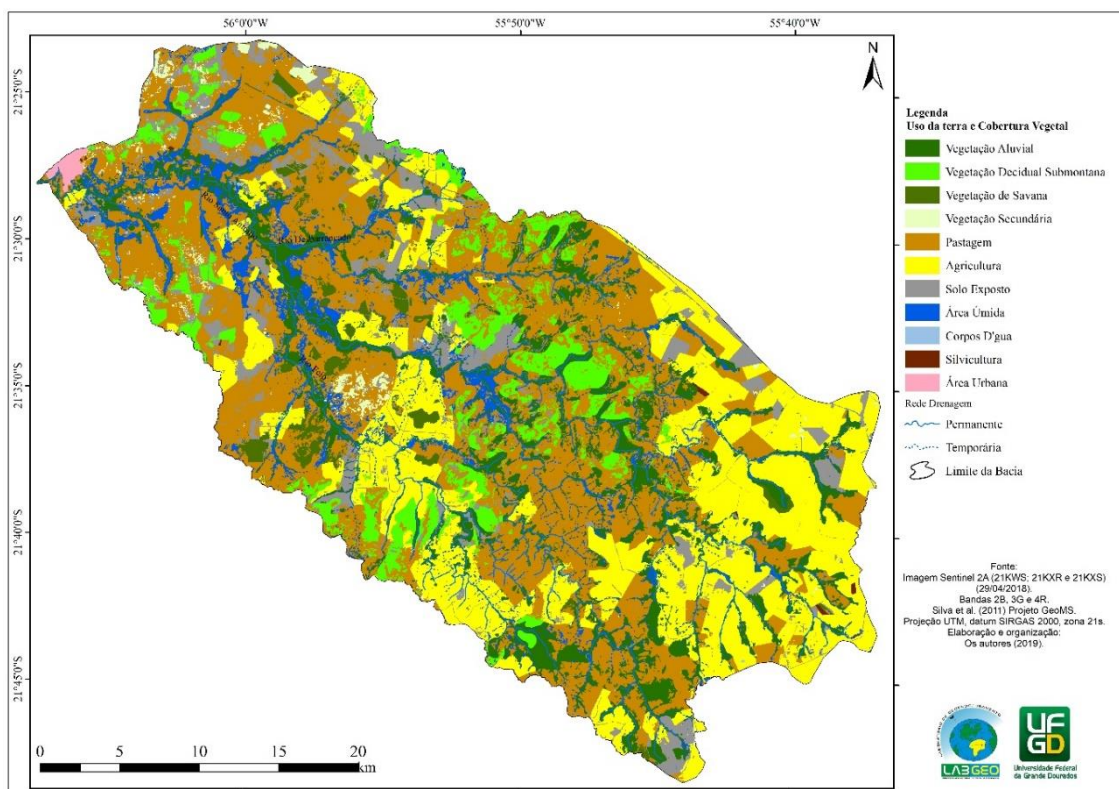 56°0'0"W
55°50'0"W
55°40'0"W
21°25'0"S
21°30'0"S
21°35'0"S
21°40'0"S
21°45'0"S
N
Legenda
Uso da terra e Cobertura Vegetal
Vegetação Aluvial
Vegetação Decidual Submontana
Vegetação de Savana
Vegetação Secundária
Pastagem
Agricultura
Solo Exposto
Área Úmida
Corpos D'gua
Silvicultura
Área Urbana
Rede Drenagem
Permanente
Temporária
Limite da Bacia
Fonte:
Imagem Sentinel 2A (21KWS; 21KXR e 21KXS)
(29/04/2018).
Bandas 2B, 3G e 4R.
Silva et al. (2011) Projeto GeoMS.
Projeção UTM, datum SIRGAS 2000, zona 21s.
Elaboração e organização:
Os autores (2019).
0 5 10 15 20
km
LABGEO
UF
GD
Universidade Federal
da Grande Dourados